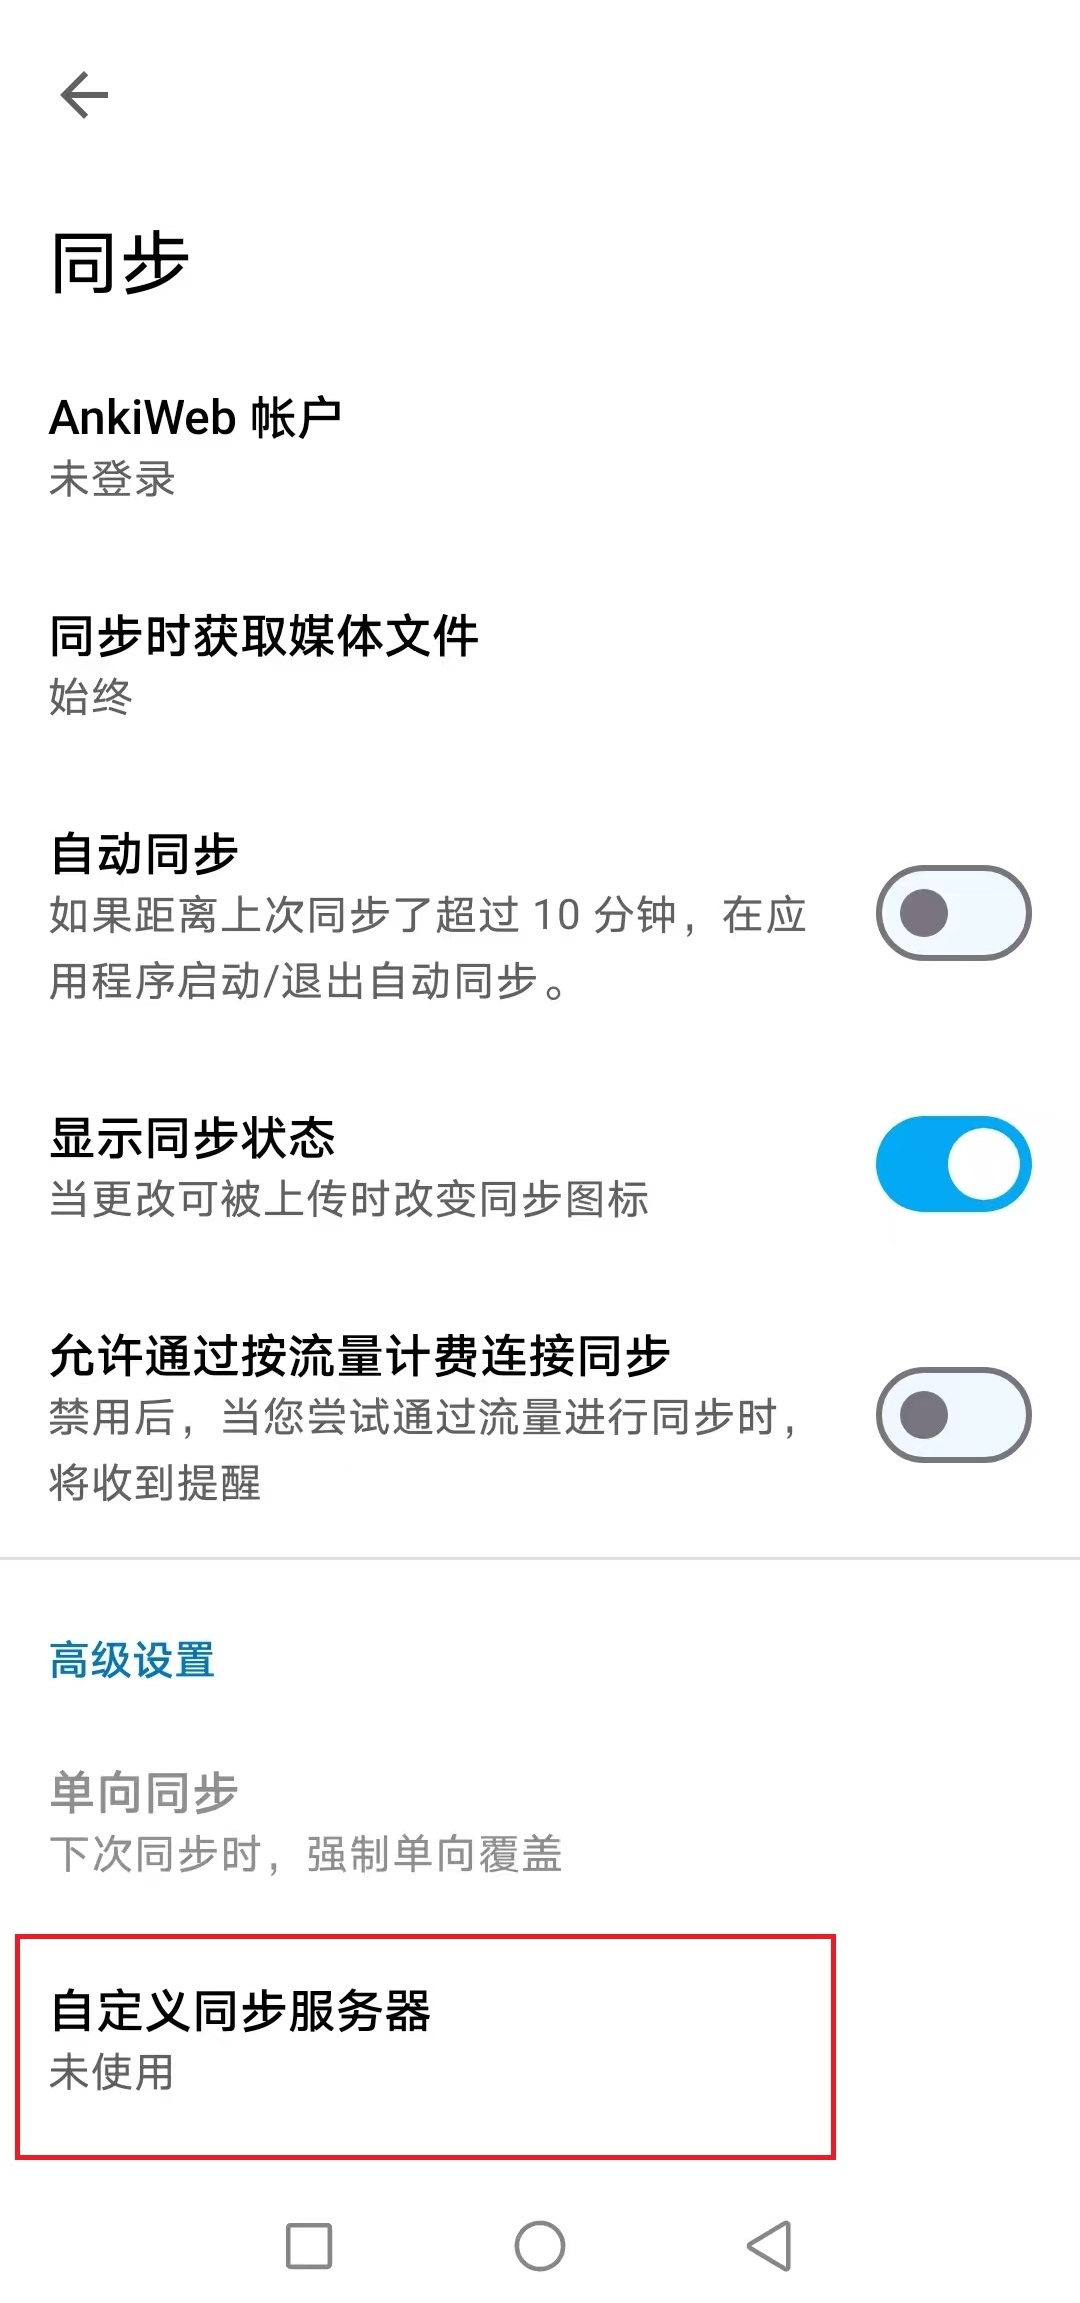 同步
AnkiWeb 帐户
未登录
同步时获取媒体文件
始终
自动同步
如果距离上次同步了超过 10 分钟，在应
用程序启动/退出自动同步。
显示同步状态
当更改可被上传时改变同步图标
允许通过按流量计费连接同步
禁用后，当您尝试通过流量进行同步时，
将收到提醒
高级设置
单向同步
下次同步时，强制单向覆盖
自定义同步服务器
未使用